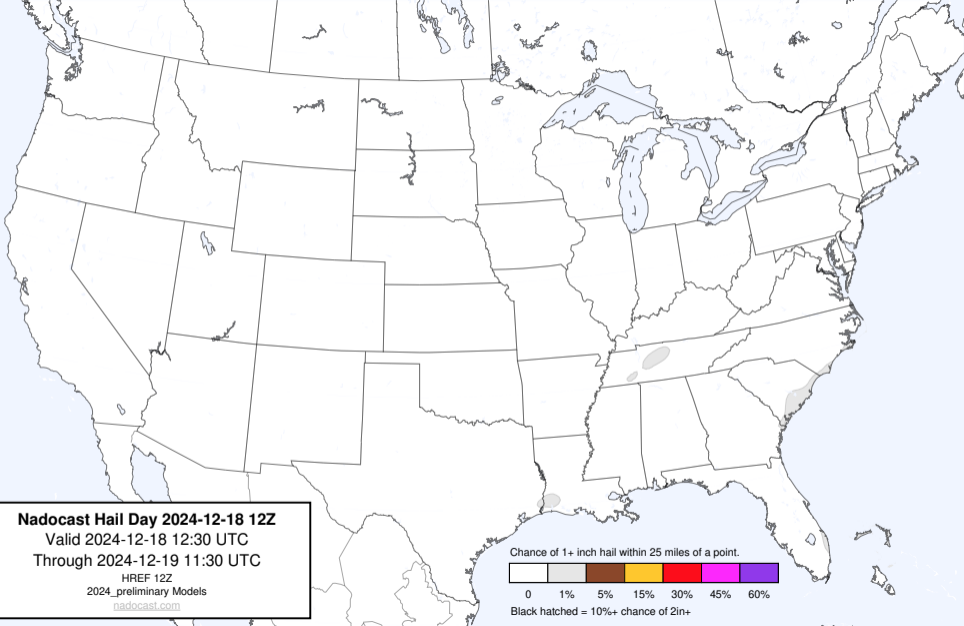 Nadocast Hail Day 2024-12-18 12Z
Valid 2024-12-18 12:30 UTC
Through 2024-12-19 11:30 UTC
HREF 12Z
2024_preliminary Models
nadocast.com
Chance of 1+ inch hail within 25 miles of a point.
0 1% 5% 15% 30% 45% 60%
Black hatched = 10%+ chance of 2in+